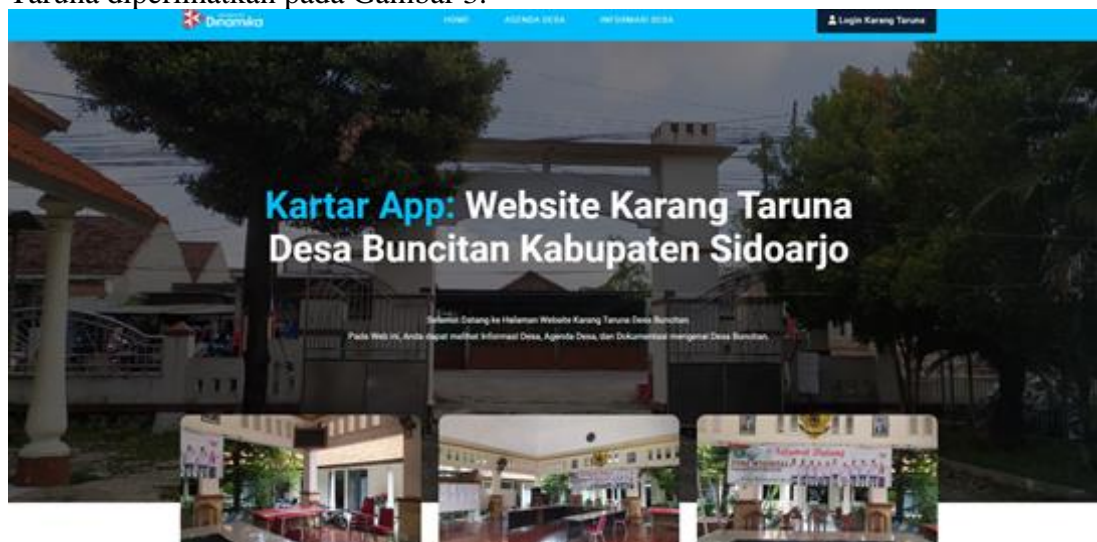 Taruna diperlihatkan pada Gambar 3.
Dinamika
HOME AGENDA DESA INFORMASI DESA
Login Karang Taruna
Kartar App: Website Karang Taruna
Desa Buncitan Kabupaten Sidoarjo
Selamat Datang ke Halaman Website Karang Taruna Desa Buncitan
Pada Web ini, Anda dapat melihat Informasi Desa, Agenda Desa, dan Dokumentasi mengenai Desa Buncitan.
Selamat Datang